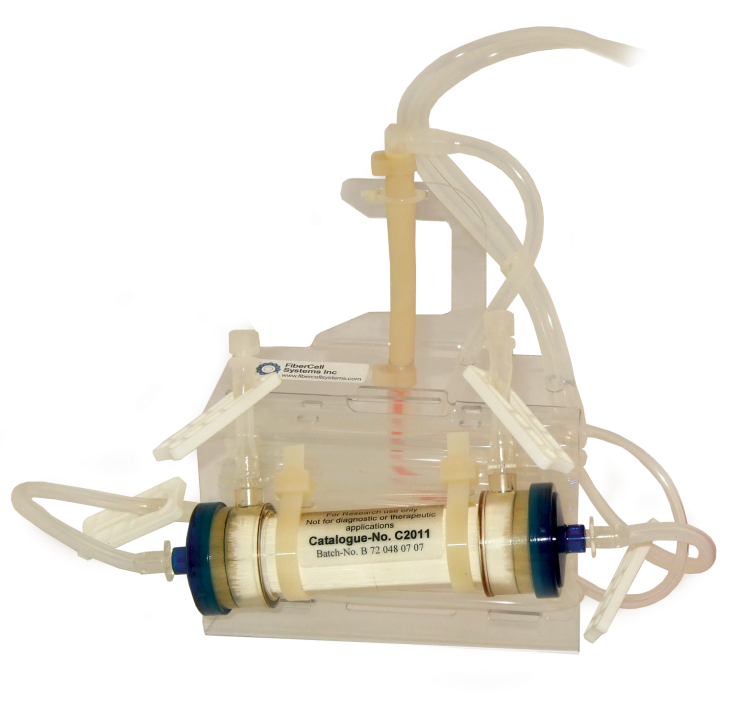 FiberCell
Systems Inc
www.fibercellsystems.com
For Research use only
Not for diagnostic or therapeutic
applications
Catalogue-No. C2011
Batch-No. B 72 048 07 07